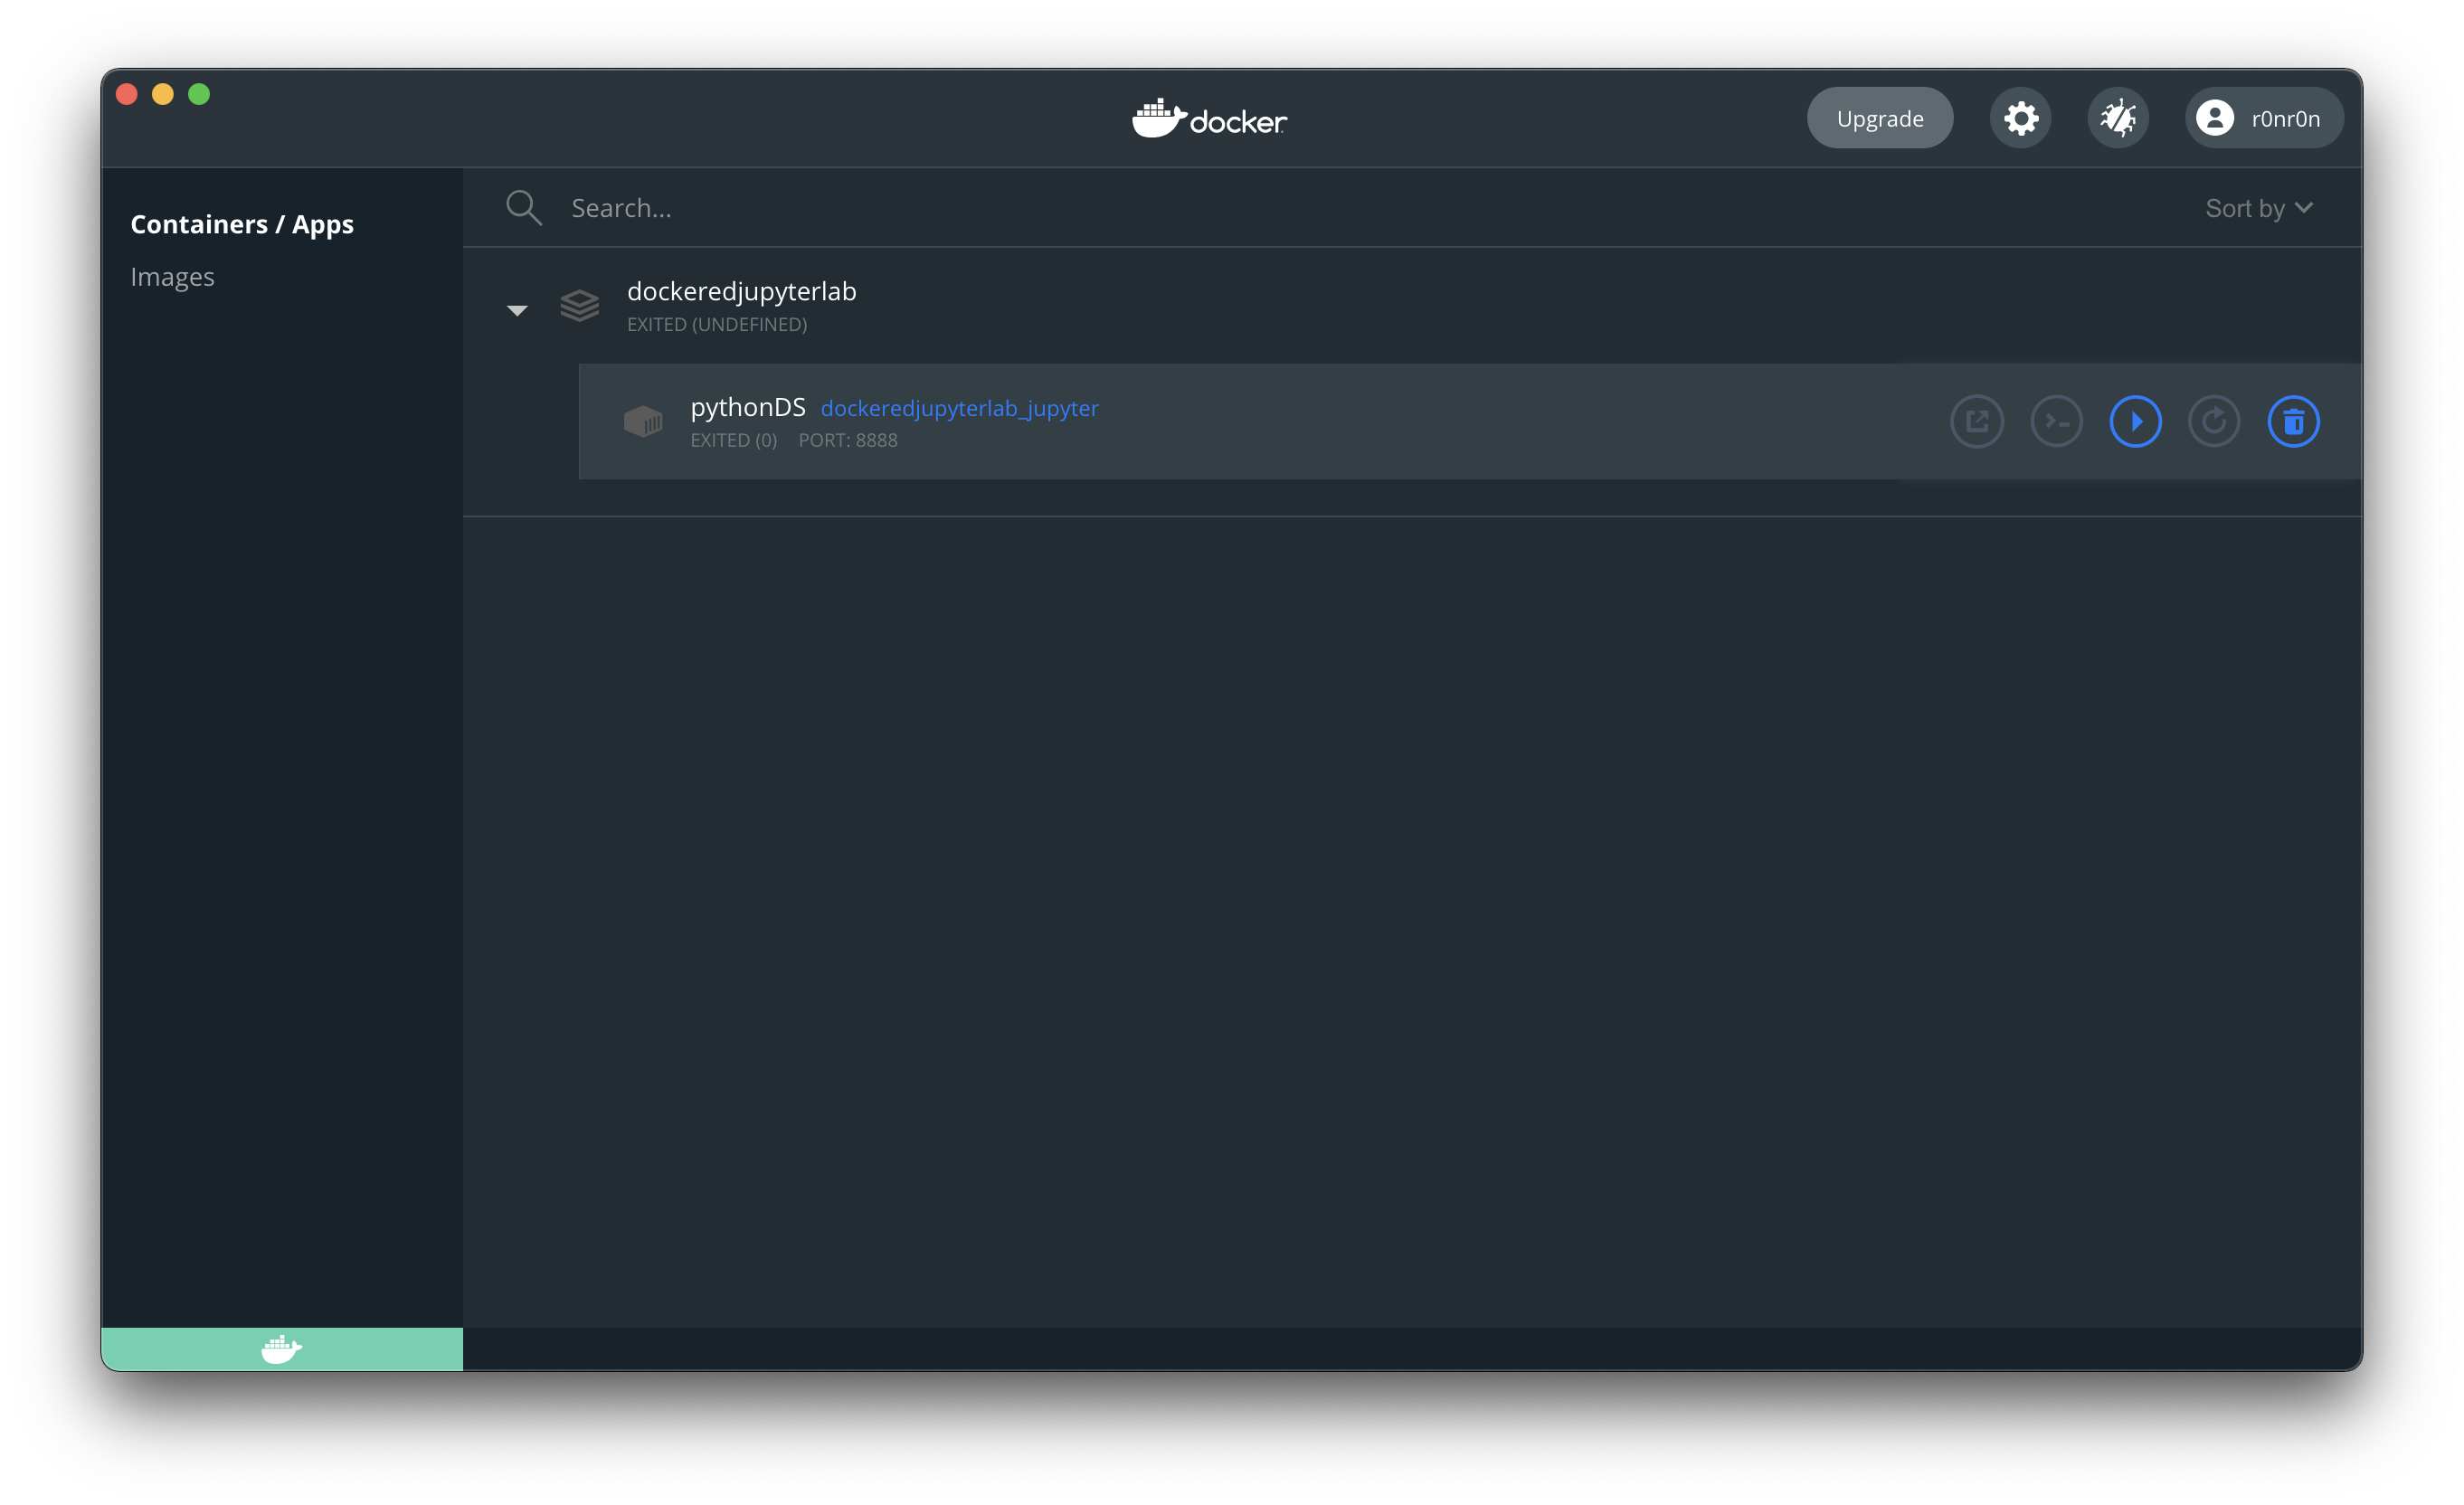 docker
Upgrade
r0nr0n
Containers / Apps
Images
Search...
Sort by
dockeredjupyterlab
EXITED (UNDEFINED)
pythonDS dockeredjupyterlab_jupyter
EXITED (0) PORT: 8888